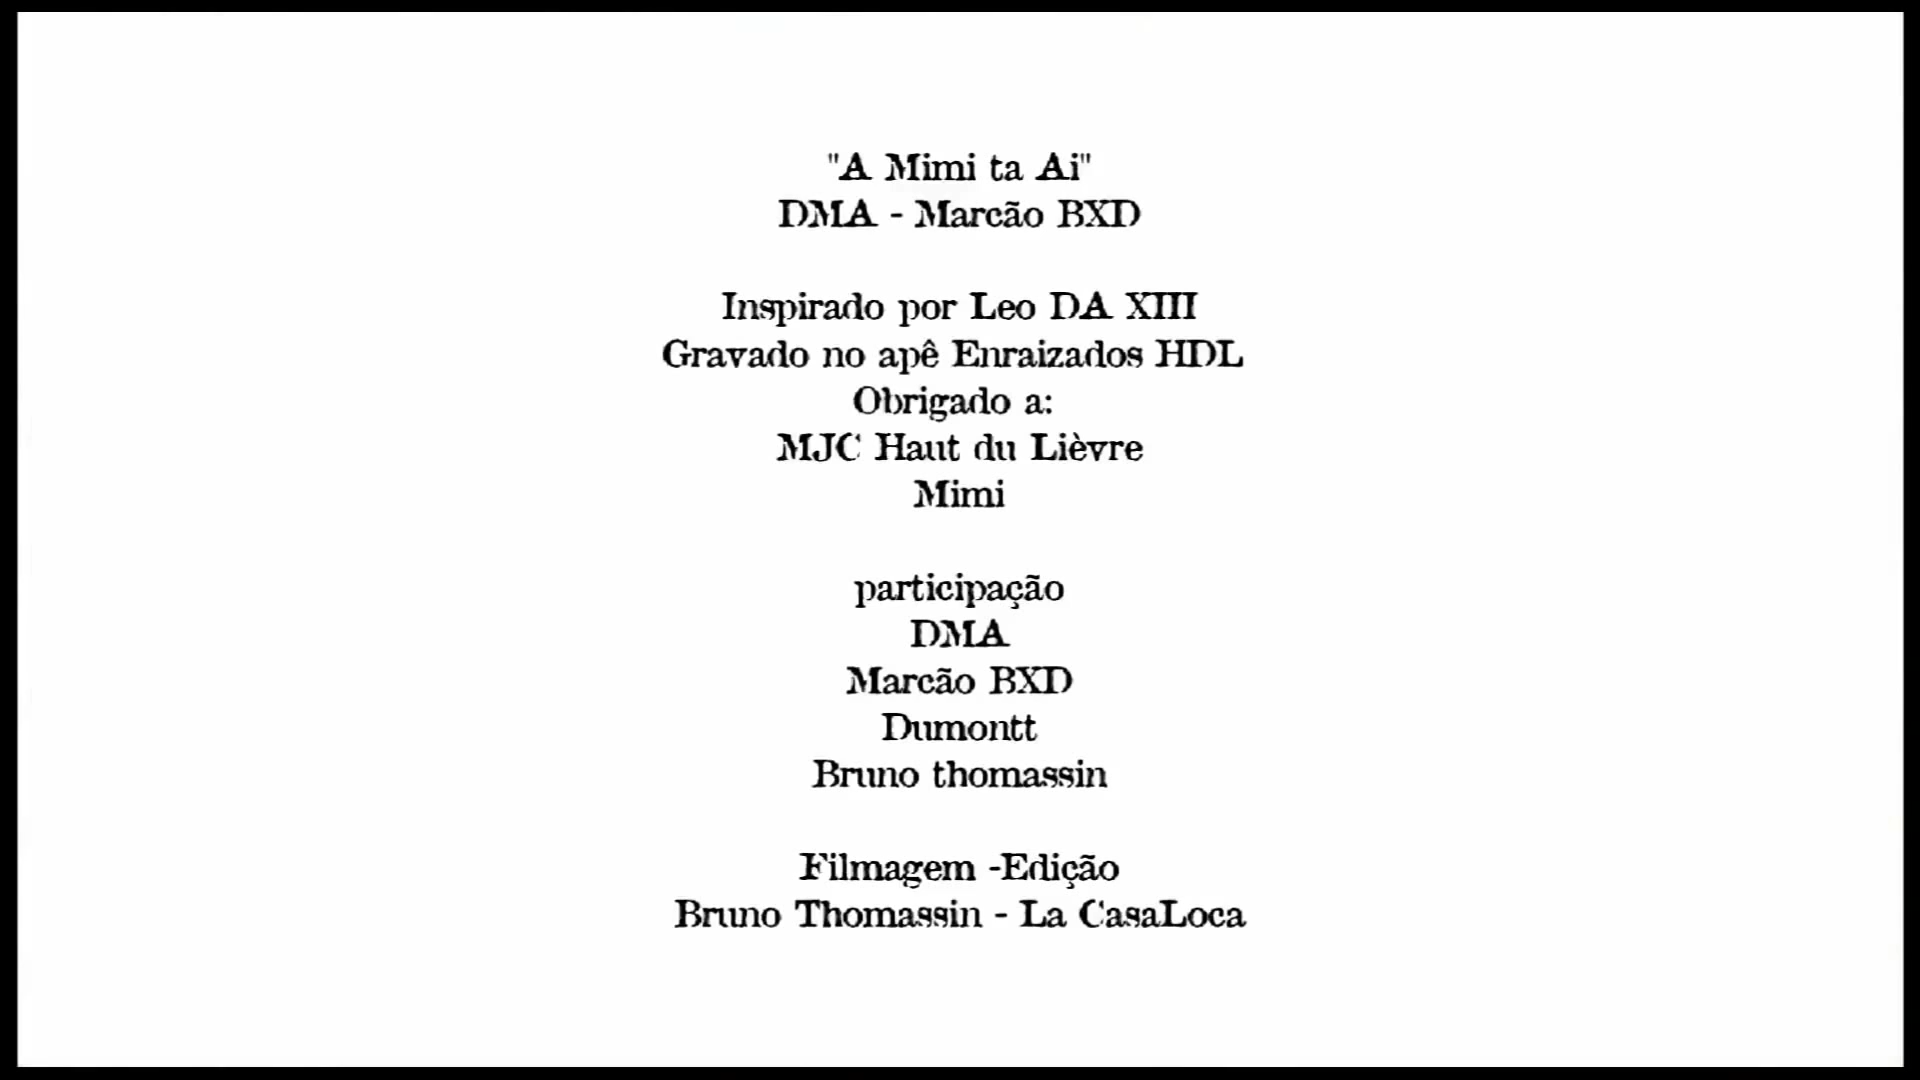 "A Mimi ta Ai"
DMA - Marcão BXD
Inspirado por Leo DA XIII
Gravado no apê Enraizados HDL
Obrigado a:
MJC Haut du Lièvre
Mimi
participação
DMA
Marcão BXD
Dumontt
Bruno thomassin
Filmagem -Edição
Bruno Thomassin - La CasaLoca